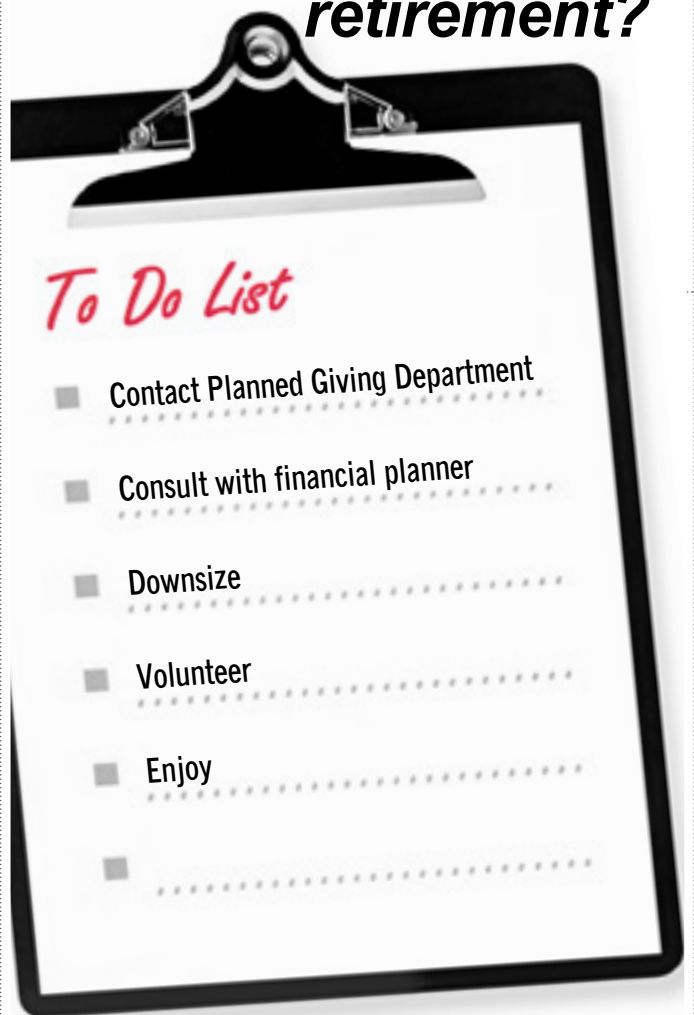 retirement?
To Do List
Contact Planned Giving Department
Consult with financial planner
Downsize
Volunteer
Enjoy